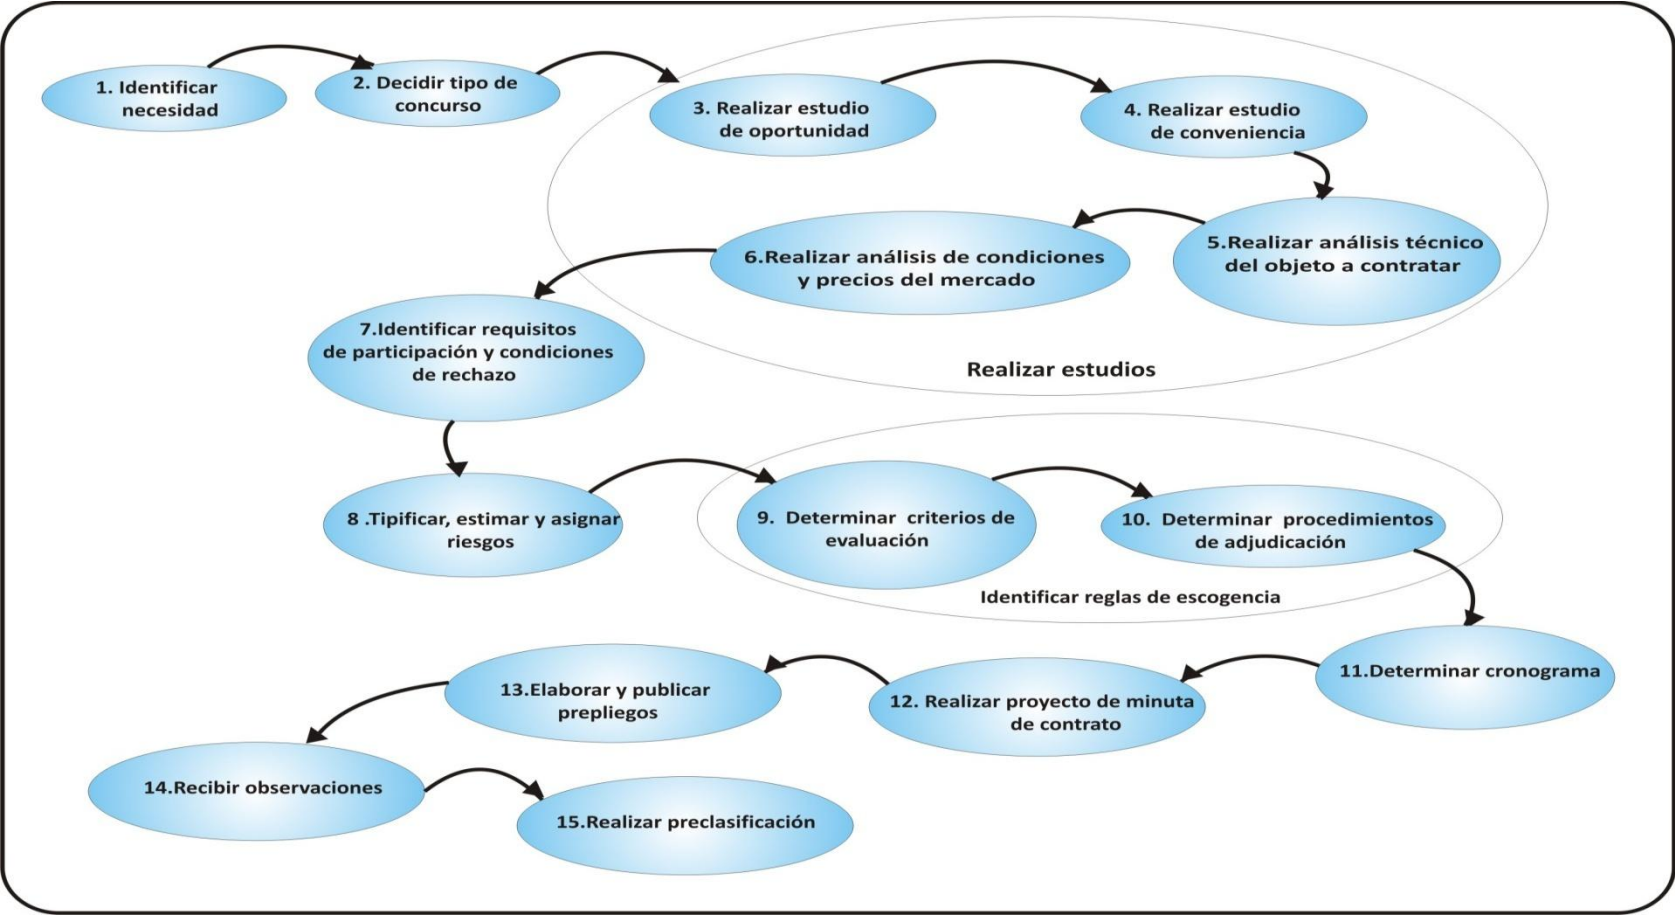 1. Identificar
necesidad
2. Decidir tipo de
concurso
3. Realizar estudio
de oportunidad
4. Realizar estudio
de conveniencia
5.Realizar análisis técnico
del objeto a contratar
6.Realizar análisis de condiciones
y precios del mercado
Realizar estudios
7.Identificar requisitos
de participación y condiciones
de rechazo
8 .Tipificar, estimar y asignar
riesgos
9. Determinar criterios de
evaluación
10. Determinar procedimientos
de adjudicación
Identificar reglas de escogencia
11.Determinar cronograma
12. Realizar proyecto de minuta
de contrato
13.Elaborar y publicar
prepliegos
14.Recibir observaciones
15.Realizar preclasificación